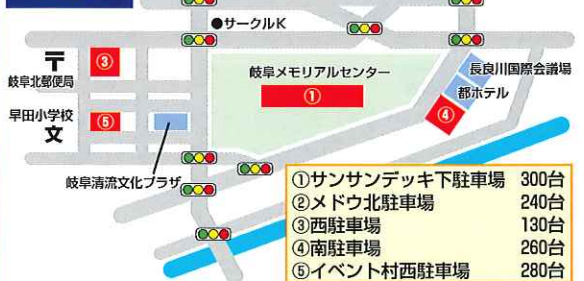 ●サークルK
〒
岐阜北郵便局
③
岐阜メモリアルセンター
①
長良川国際会議場
都ホテル
④
早田小学校
文
⑤
岐阜清流文化プラザ
①サンサンデッキ下駐車場 300台
②メドウ北駐車場 240台
③西駐車場 130台
④南駐車場 260台
⑤イベント村西駐車場 280台